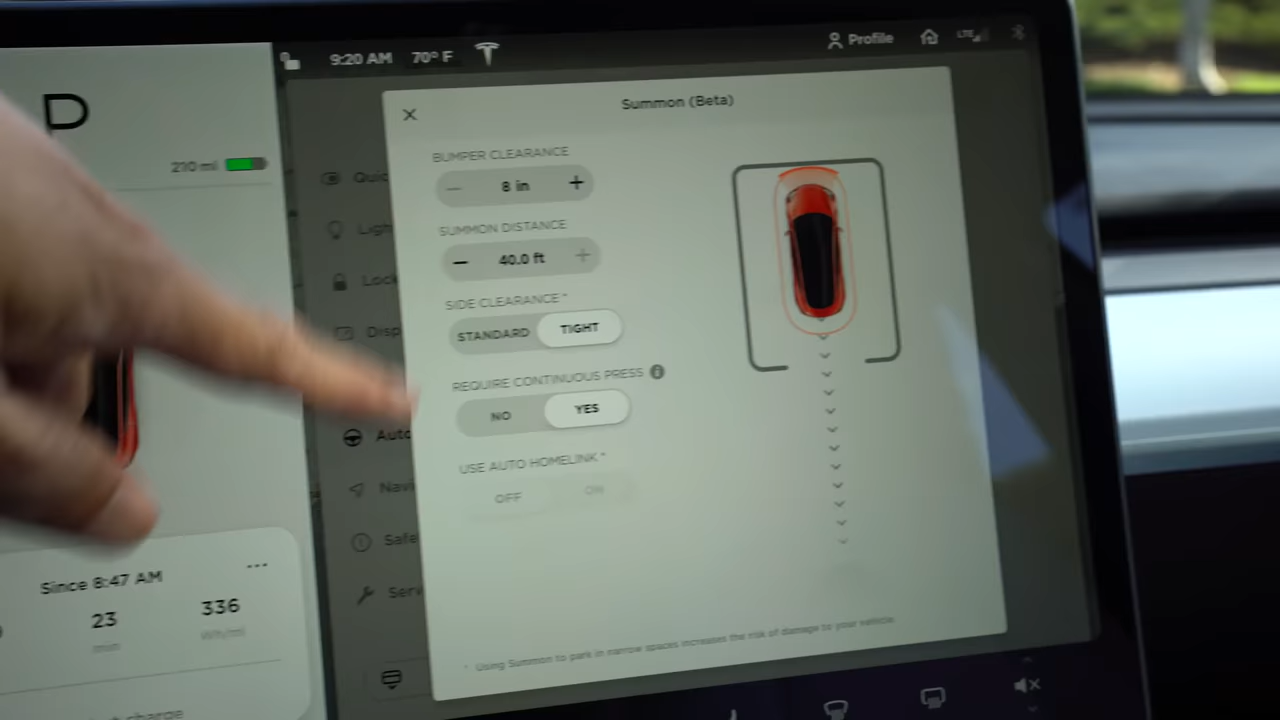 9:20 AM 70° F
Profile
LTE
D
210 mi
Summon (Beta)
BUMPER CLEARANCE
− 8 in +
SUMMON DISTANCE
− 40.0 ft +
SIDE CLEARANCE *
STANDARD TIGHT
REQUIRE CONTINUOUS PRESS
NO YES
USE AUTO HOMELINK *
OFF ON
* Using Summon to park in narrow spaces increases the risk of damage to your vehicle.
Quic
Ligh
Lock
Disp
Auto
Navi
Safe
Serv
Since 8:47 AM
23
min
336
Wh/mi
charge